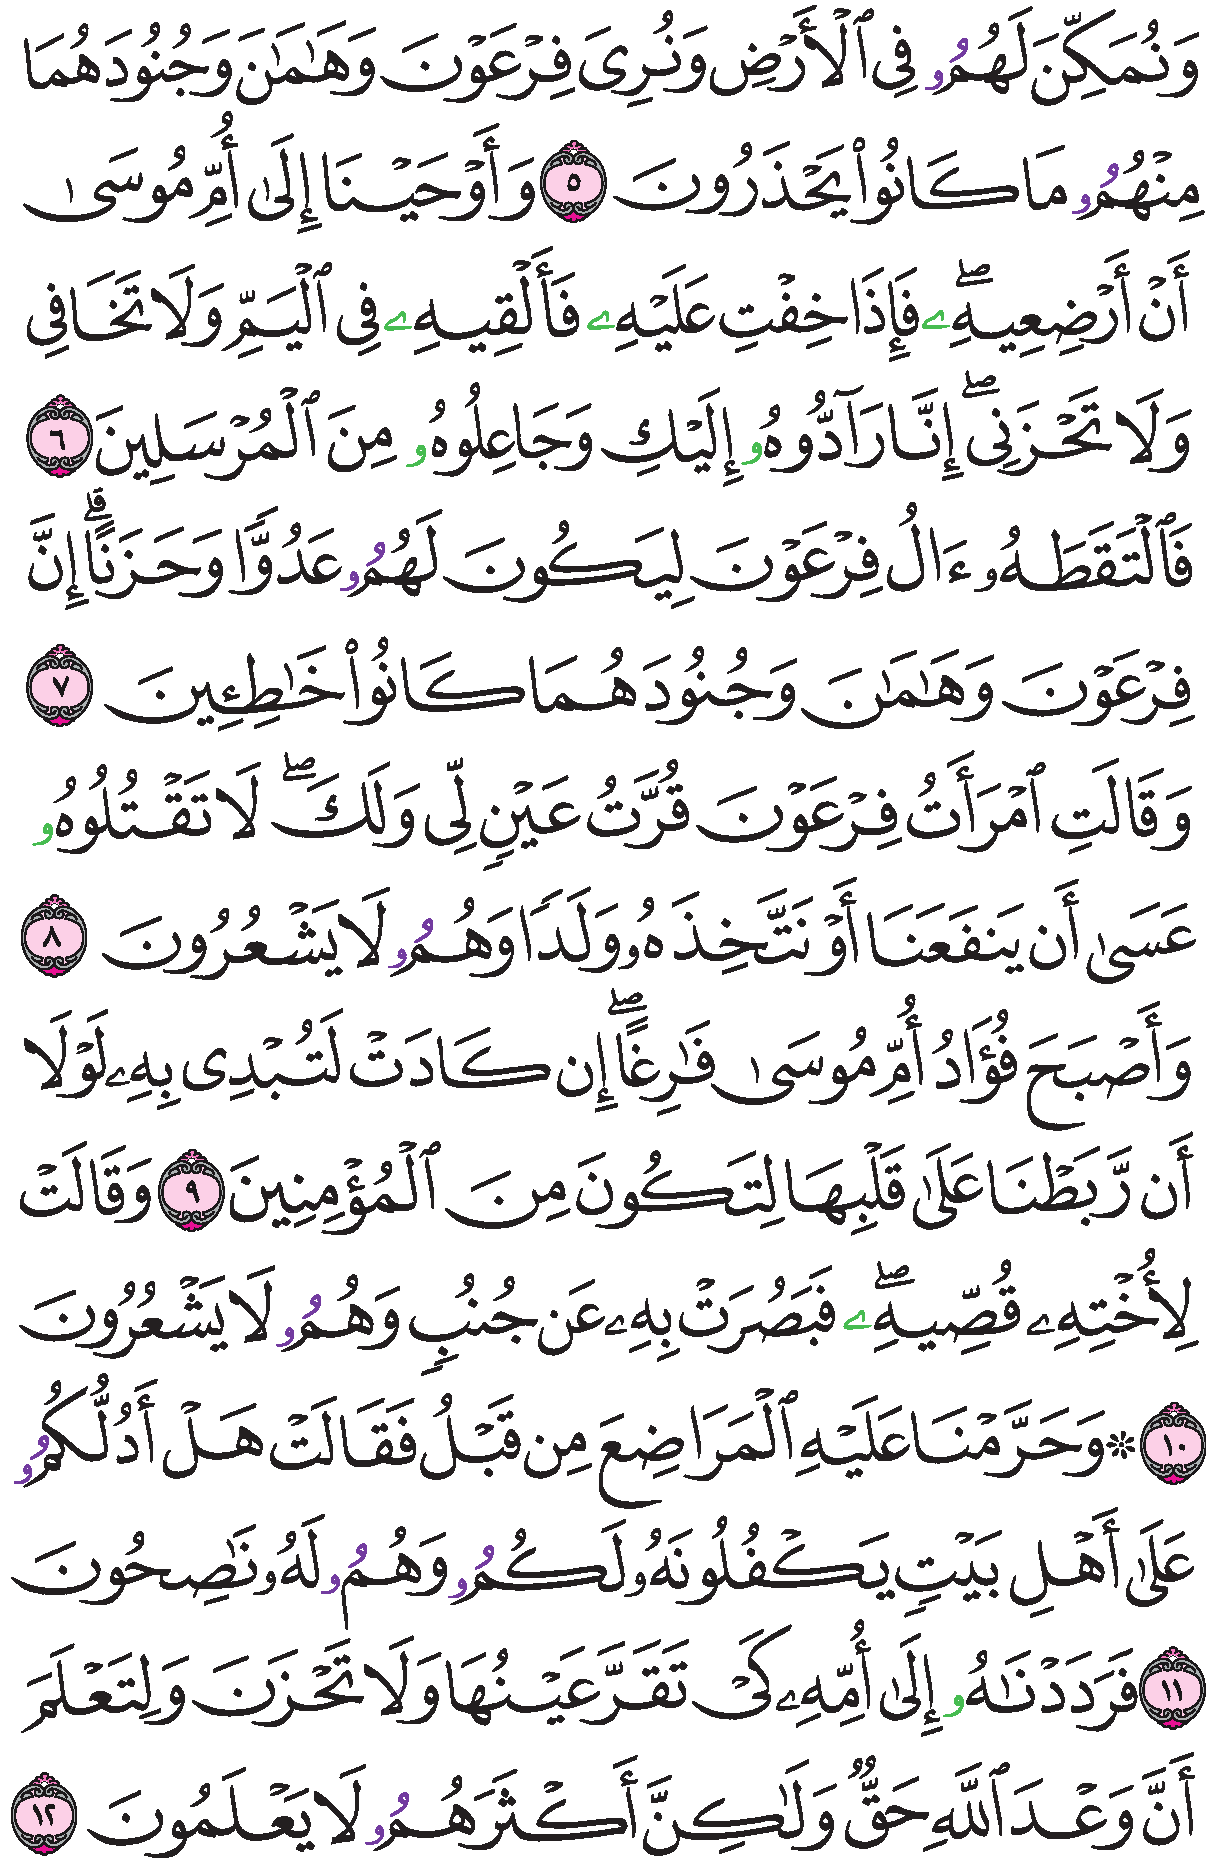 وَنُمَكِّنَ لَهُمُۥ فِى ٱلۡأَرۡضِ وَنُرِىَ فِرۡعَوۡنَ وَهَٰمَٰنَ وَجُنُودَهُمَا
مِنۡهُمُۥ مَا كَانُواْ يَحۡذَرُونَ ٥ وَأَوۡحَيۡنَا إِلَىٰ أُمِّ مُوسَىٰ
أَنۡ أَرۡضِعِيهِۦۖ فَإِذَا خِفۡتِ عَلَيۡهِۦ فَأَلۡقِيهِۦ فِى ٱلۡيَمِّ وَلَا تَخَافِى
وَلَا تَحۡزَنِىۖ إِنَّا رَآدُّوهُۥ إِلَيۡكِ وَجَاعِلُوهُۥ مِنَ ٱلۡمُرۡسَلِينَ ٦
فَٱلۡتَقَطَهُۥ ءَالُ فِرۡعَوۡنَ لِيَكُونَ لَهُمُۥ عَدُوّٗا وَحَزَنًاۗ إِنَّ
فِرۡعَوۡنَ وَهَٰمَٰنَ وَجُنُودَهُمَا كَانُواْ خَٰطِـِٔينَ ٧
وَقَالَتِ ٱمۡرَأَتُ فِرۡعَوۡنَ قُرَّتُ عَيۡنٖ لِّى وَلَكَۖ لَا تَقۡتُلُوهُۥ
عَسَىٰ أَن يَنفَعَنَا أَوۡ نَتَّخِذَهُۥ وَلَدٗا وَهُمُۥ لَا يَشۡعُرُونَ ٨
وَأَصۡبَحَ فُؤَادُ أُمِّ مُوسَىٰ فَٰرِغًاۖ إِن كَادَتۡ لَتُبۡدِى بِهِۦ لَوۡلَا
أَن رَّبَطۡنَا عَلَىٰ قَلۡبِهَا لِتَكُونَ مِنَ ٱلۡمُؤۡمِنِينَ ٩ وَقَالَتۡ
لِأُخۡتِهِۦ قُصِّيهِۦۖ فَبَصُرَتۡ بِهِۦ عَن جُنُبٖ وَهُمُۥ لَا يَشۡعُرُونَ
١٠ ۞ وَحَرَّمۡنَا عَلَيۡهِ ٱلۡمَرَاضِعَ مِن قَبۡلُ فَقَالَتۡ هَلۡ أَدُلُّكُمُۥ
عَلَىٰ أَهۡلِ بَيۡتٖ يَكۡفُلُونَهُۥ لَكُمُۥ وَهُمُۥ لَهُۥ نَٰصِحُونَ
١١ فَرَدَدۡنَٰهُۥ إِلَىٰ أُمِّهِۦ كَىۡ تَقَرَّ عَيۡنُهَا وَلَا تَحۡزَنَ وَلِتَعۡلَمَ
أَنَّ وَعۡدَ ٱللَّهِ حَقّٞ وَلَٰكِنَّ أَكۡثَرَهُمُۥ لَا يَعۡلَمُونَ ١٢